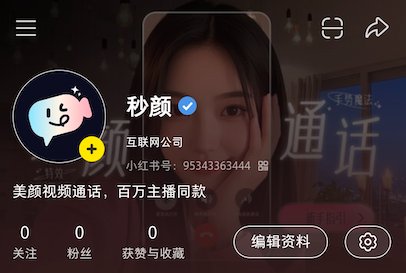 秒颜
互联网公司
小红书号：95343363444
美颜视频通话，百万主播同款
0 0 0
关注 粉丝 获赞与收藏
编辑资料
颜
通话